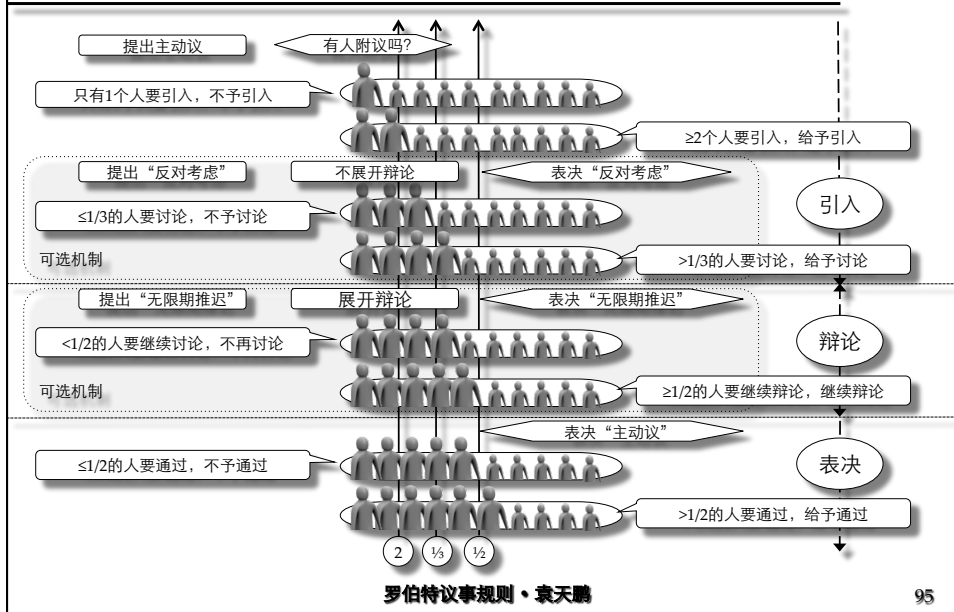 提出主动议
有人附议吗?
只有1个人要引入，不予引入
≥2个人要引入，给予引入
提出“反对考虑”
不展开辩论
表决“反对考虑”
引入
≤1/3的人要讨论，不予讨论
可选机制
>1/3的人要讨论，给予讨论
提出“无限期推迟”
展开辩论
表决“无限期推迟”
<1/2的人要继续讨论，不再讨论
辩论
可选机制
≥1/2的人要继续辩论，继续辩论
表决“主动议”
≤1/2的人要通过，不予通过
表决
>1/2的人要通过，给予通过
2
⅓
½
罗伯特议事规则·袁天鹏
95